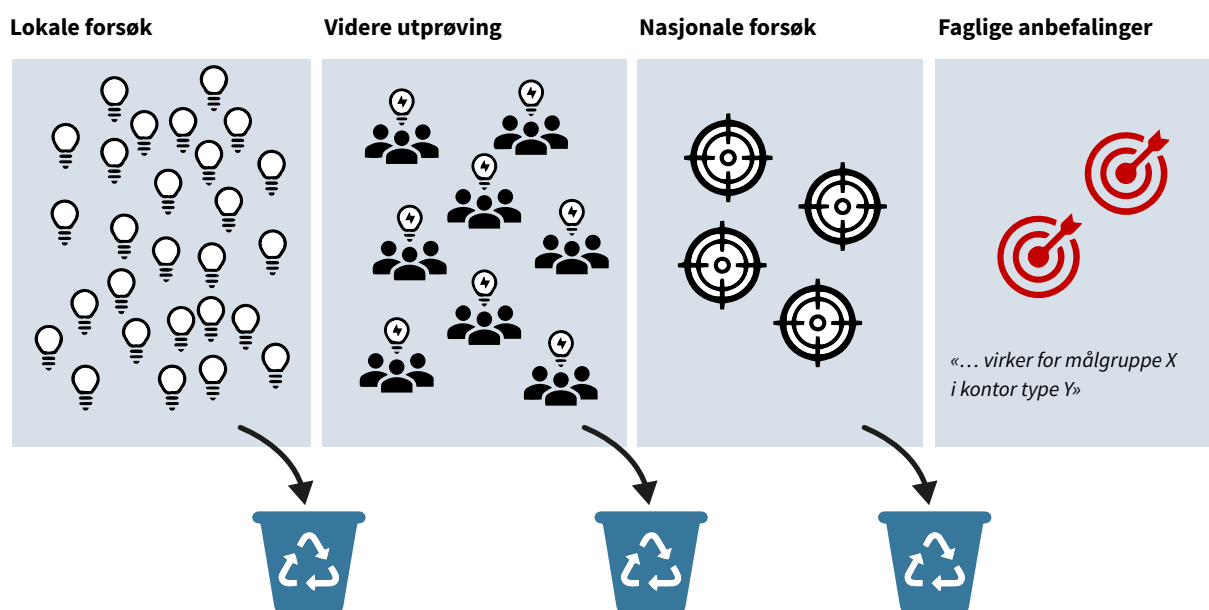 Lokale forsøk
Videre utprøving
Nasjonale forsøk
Faglige anbefalinger
«… virker for målgruppe X
i kontor type Y»